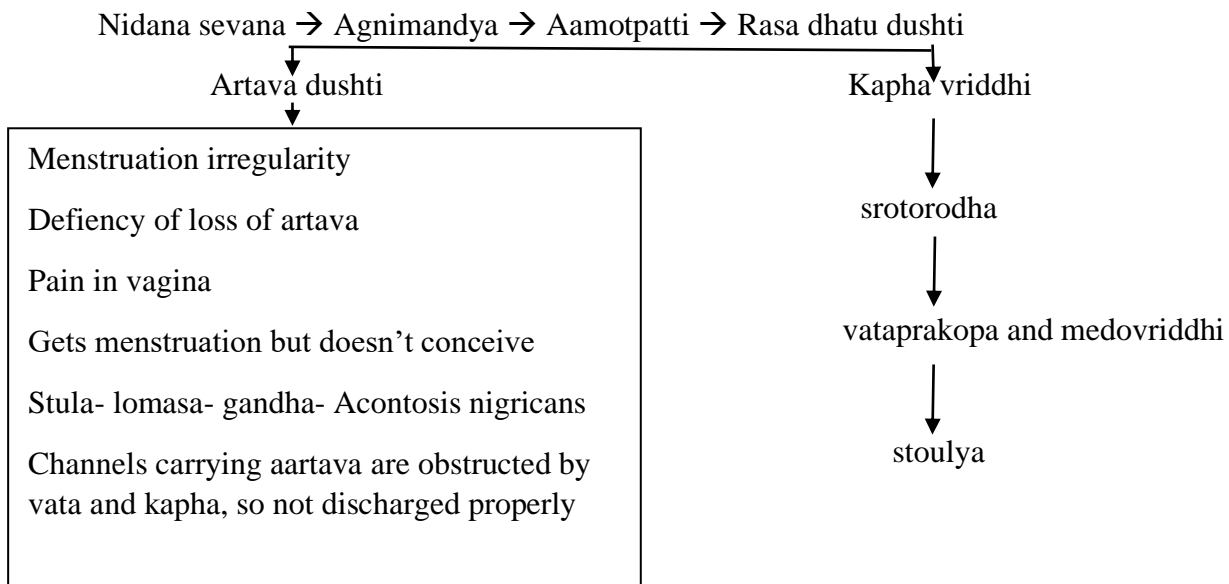 Nidana sevana → Agnimandya → Aamotpatti → Rasa dhatu dushti
Artava dushti
Menstruation irregularity
Defiency of loss of artava
Pain in vagina
Gets menstruation but doesn’t conceive
Stula- lomasa- gandha- Acontosis nigricans
Channels carrying aartava are obstructed by
vata and kapha, so not discharged properly
Kapha vriddhi
srotorodha
vataprakopa and medovriddhi
stoulya